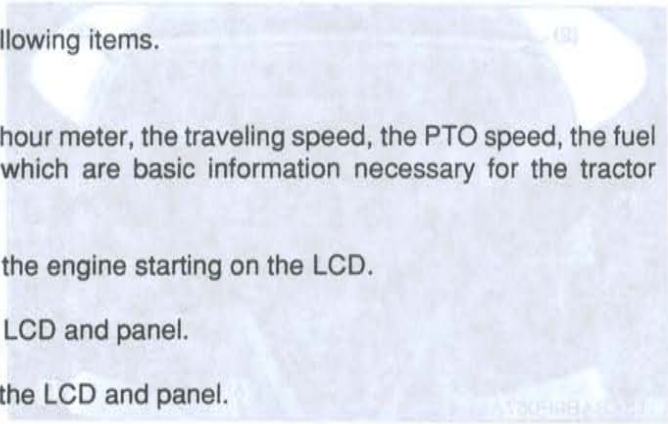 llowing items.
hour meter, the traveling speed, the PTO speed, the fuel
which are basic information necessary for the tractor
the engine starting on the LCD.
LCD and panel.
the LCD and panel.